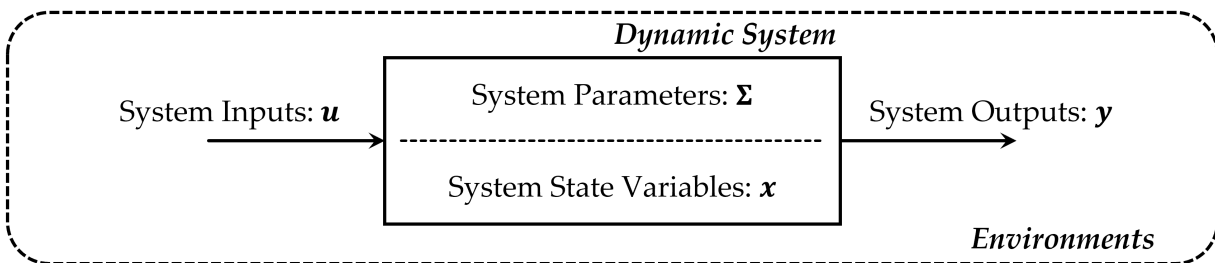 Dynamic System
System Parameters: Σ
System Inputs: u
System Outputs: y
System State Variables: x
Environments